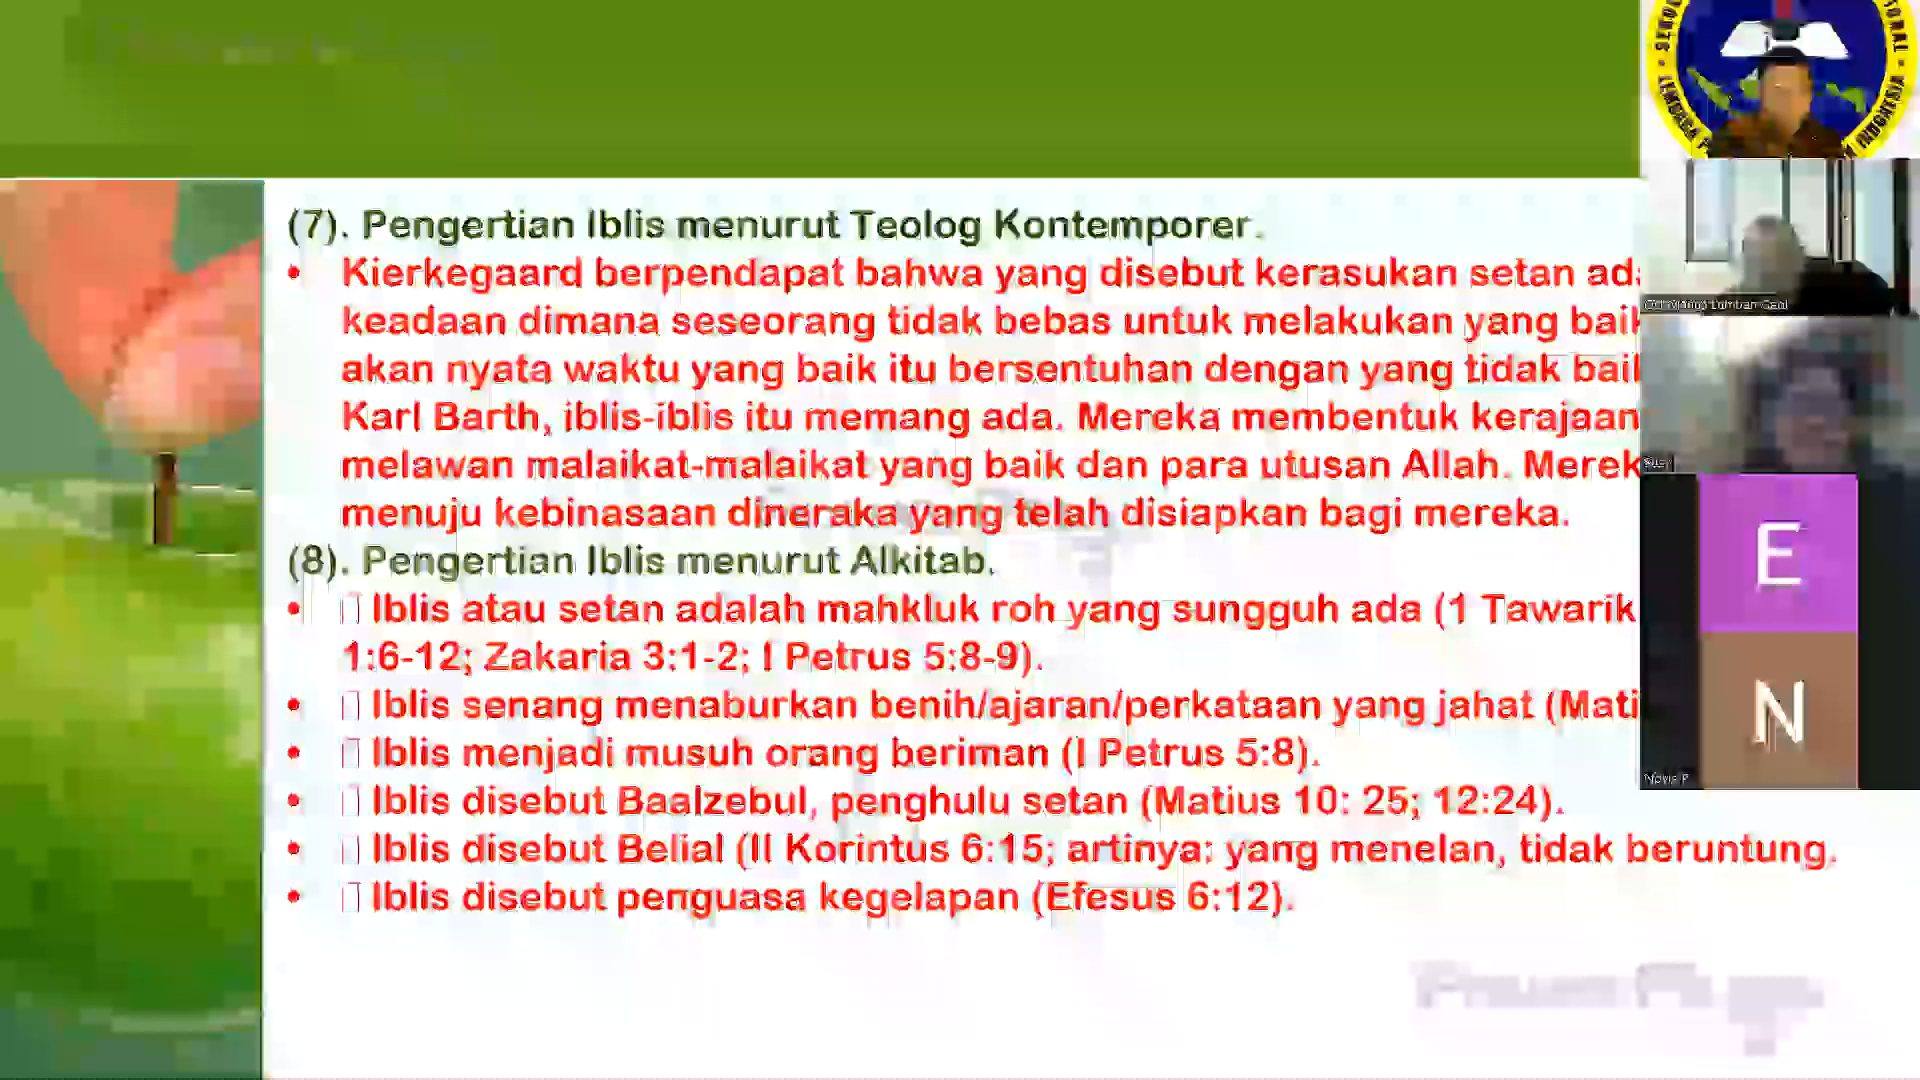 (7). Pengertian Iblis menurut Teolog Kontemporer.
• Kierkegaard berpendapat bahwa yang disebut kerasukan setan
keadaan dimana seseorang tidak bebas untuk melakukan yang baik
akan nyata waktu yang baik itu bersentuhan dengan yang tidak
Karl Barth, iblis-iblis itu memang ada. Mereka membentuk kerajaan
melawan malaikat-malaikat yang baik dan para utusan Allah.
menuju kebinasaan dineraka yang telah disiapkan bagi mereka.
(8). Pengertian Iblis menurut Alkitab.
• Iblis atau setan adalah mahkluk roh yang sungguh ada (1 Tawarik
1:6-12; Zakaria 3:1-2; I Petrus 5:8-9).
• Iblis senang menaburkan benih/ajaran/perkataan yang jahat
• Iblis menjadi musuh orang beriman (I Petrus 5:8).
• Iblis disebut Baalzebul, penghulu setan (Matius 10: 25; 12:24).
• Iblis disebut Belial (II Korintus 6:15; artinya: yang menelan, tidak beruntung.
• Iblis disebut penguasa kegelapan (Efesus 6:12).
INDONESIA
E
N
Novis P